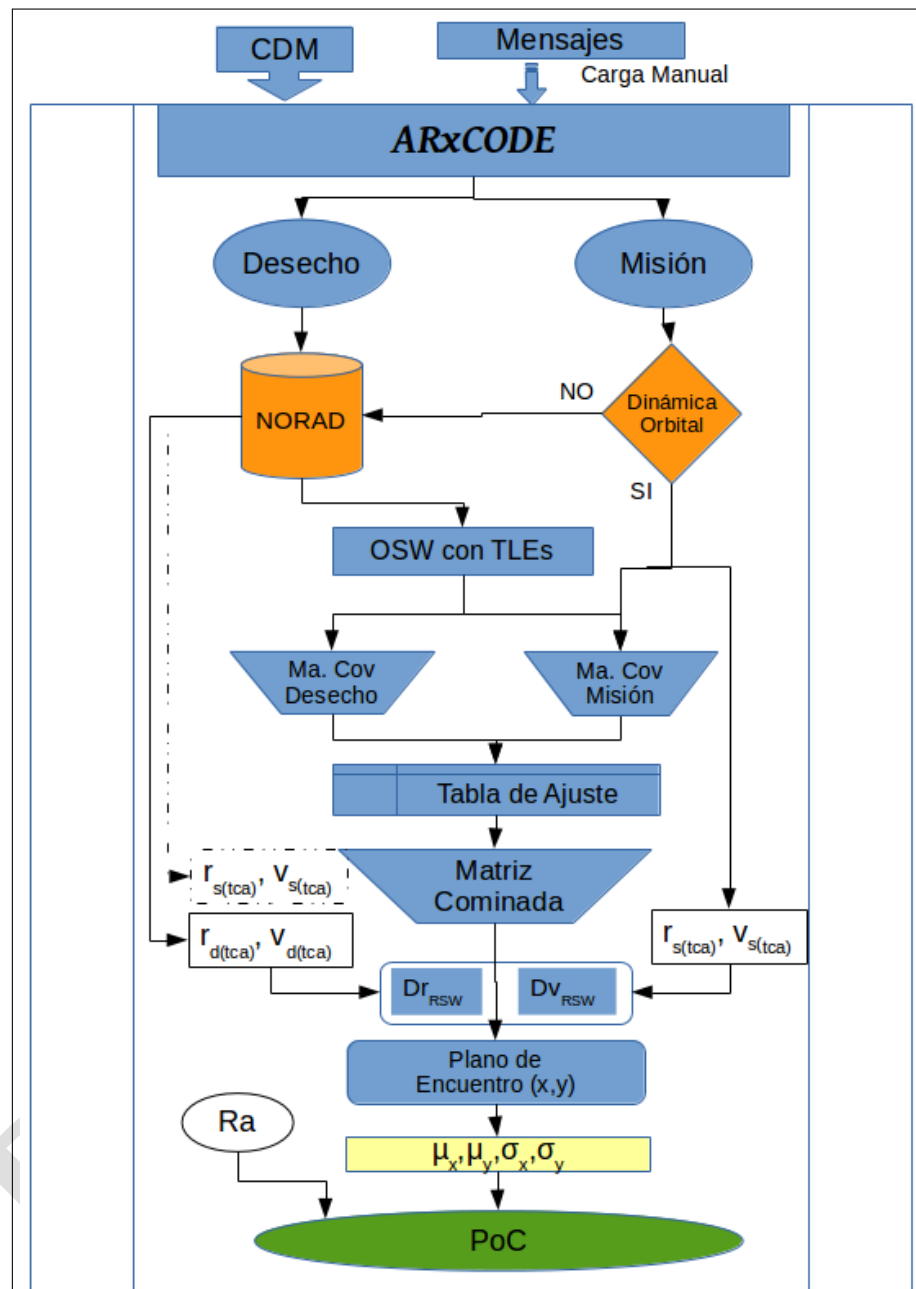 CDM
Mensajes
Carga Manual
ARxCODE
Desecho
Misión
NORAD
NO
Dinámica
Orbital
SI
OSW con TLEs
Ma. Cov
Desecho
Ma. Cov
Misión
Tabla de Ajuste
Matriz
Cominada
r s(tca), v s(tca)
r d(tca), v d(tca)
r s(tca), v s(tca)
Dr RSW
Dv RSW
Plano de
Encuentro (x,y)
Ra
μx,μy,σx,σy
PoC